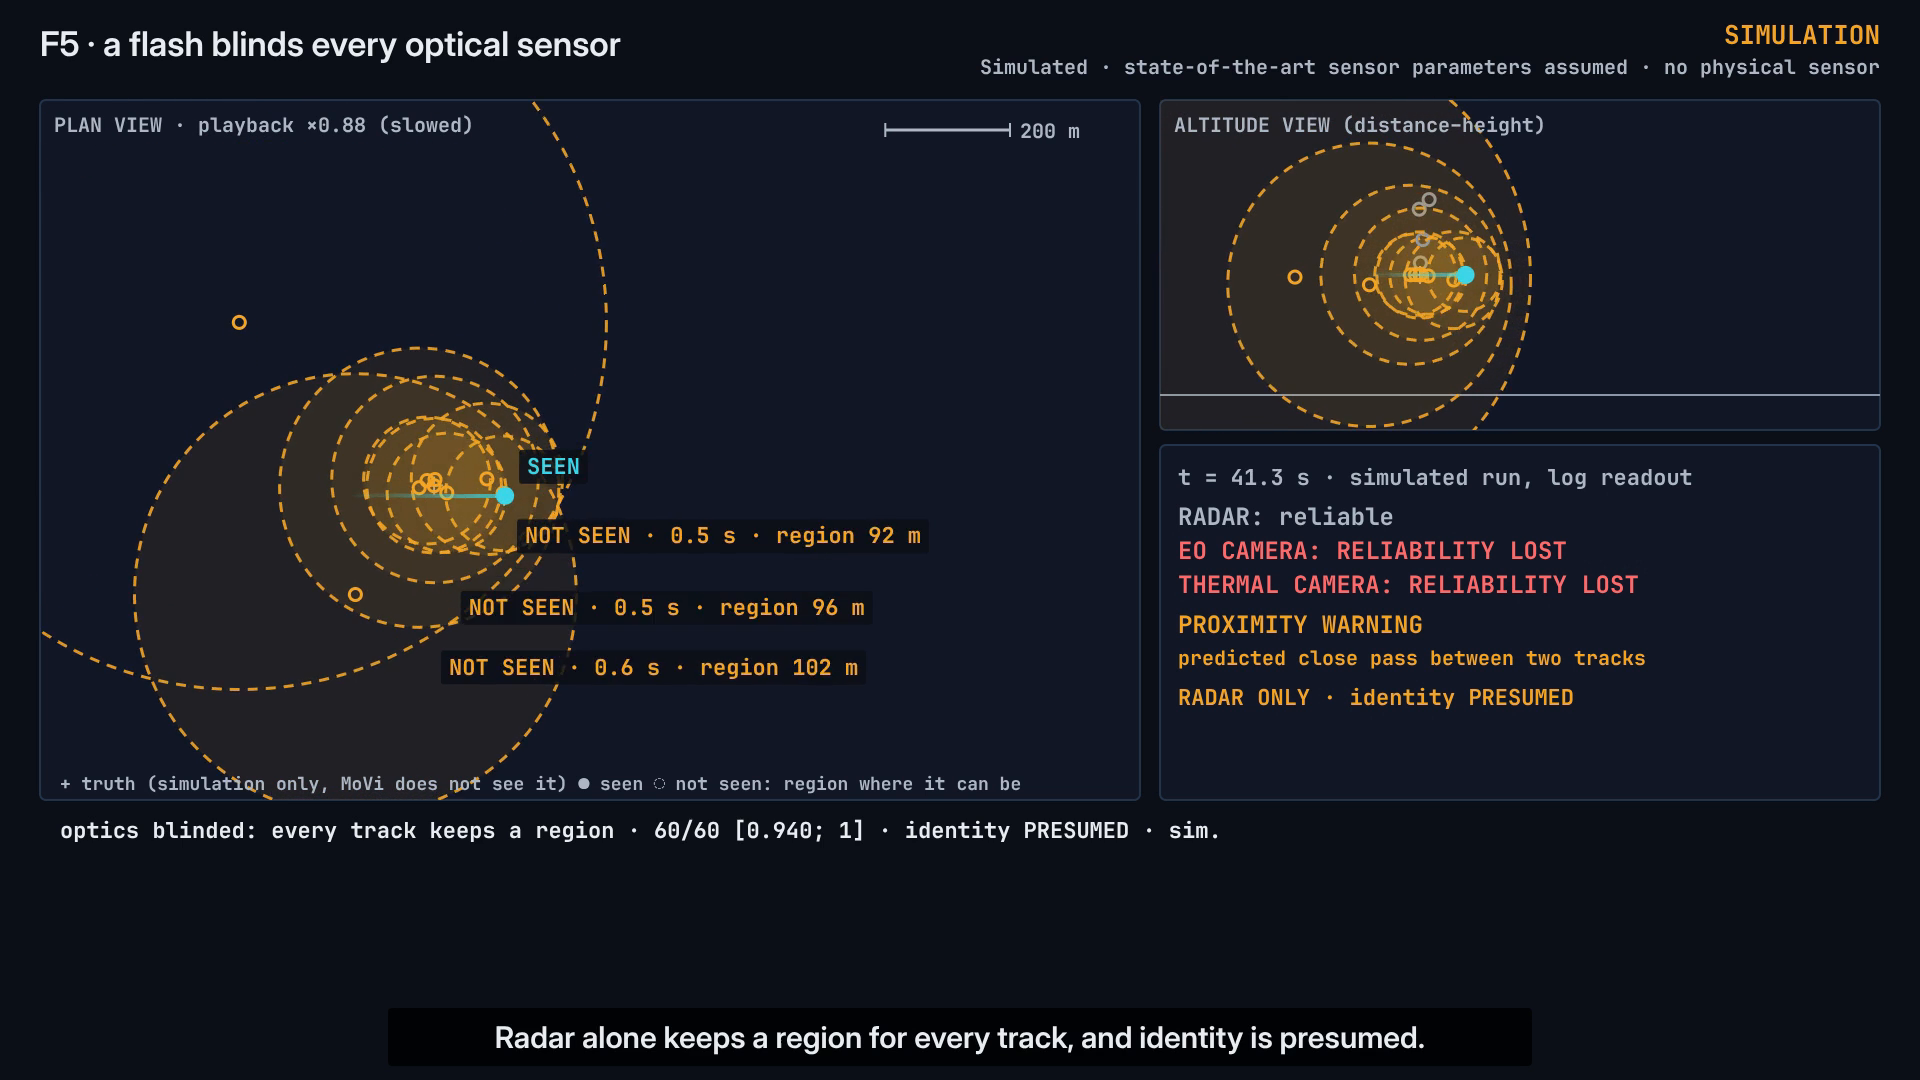 F5 · a flash blinds every optical sensor
SIMULATION
Simulated · state-of-the-art sensor parameters assumed · no physical sensor
PLAN VIEW · playback ×0.88 (slowed)
200 m
SEEN
NOT SEEN · 0.5 s · region 92 m
NOT SEEN · 0.5 s · region 96 m
NOT SEEN · 0.6 s · region 102 m
+ truth (simulation only, MoVi does not see it) ● seen ◌ not seen: region where it can be
ALTITUDE VIEW (distance-height)
t = 41.3 s · simulated run, log readout
RADAR: reliable
EO CAMERA: RELIABILITY LOST
THERMAL CAMERA: RELIABILITY LOST
PROXIMITY WARNING
predicted close pass between two tracks
RADAR ONLY · identity PRESUMED
optics blinded: every track keeps a region · 60/60 [0.940; 1] · identity PRESUMED · sim.
Radar alone keeps a region for every track, and identity is presumed.